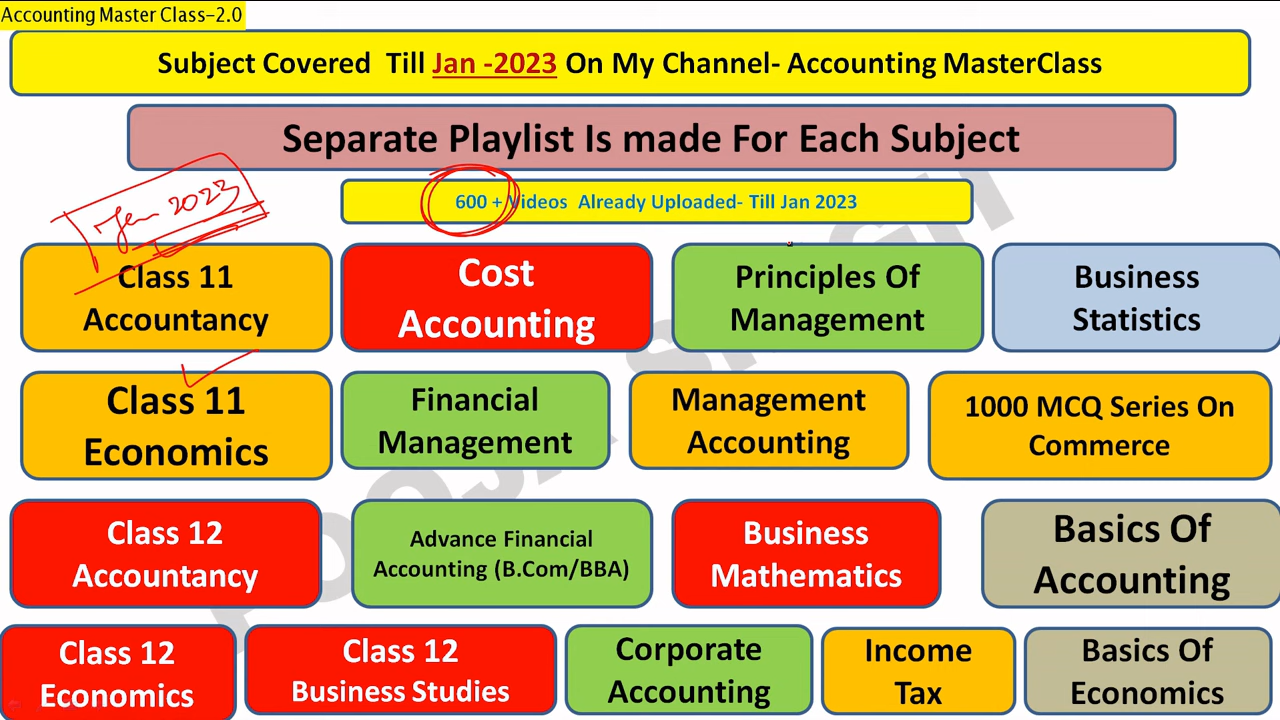 Accounting Master Class-2.0
Subject Covered Till Jan -2023 On My Channel- Accounting MasterClass
Separate Playlist Is made For Each Subject
600 + Videos Already Uploaded- Till Jan 2023
Jan 2023
Class 11
Accountancy
Cost
Accounting
Principles Of
Management
Business
Statistics
Class 11
Economics
Financial
Management
Management
Accounting
1000 MCQ Series On
Commerce
Class 12
Accountancy
Advance Financial
Accounting (B.Com/BBA)
Business
Mathematics
Basics Of
Accounting
Class 12
Economics
Class 12
Business Studies
Corporate
Accounting
Income
Tax
Basics Of
Economics